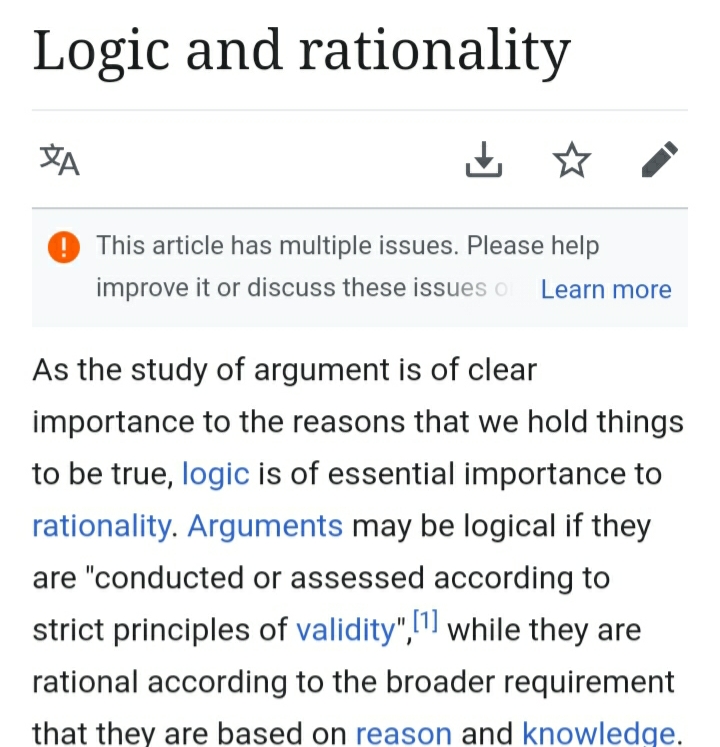 Logic and rationality
文A
This article has multiple issues. Please help
improve it or discuss these issues o Learn more
As the study of argument is of clear
importance to the reasons that we hold things
to be true, logic is of essential importance to
rationality. Arguments may be logical if they
are "conducted or assessed according to
strict principles of validity",[1] while they are
rational according to the broader requirement
that they are based on reason and knowledge.